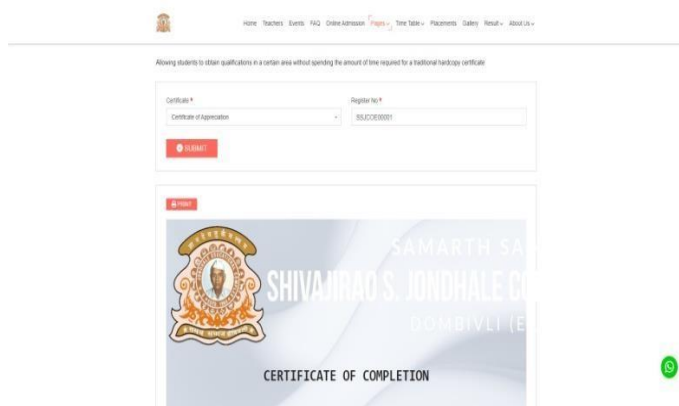 Home Teachers Events FAQ Online Admission Pages Time Table Placements Gallery Result About Us
Allowing students to obtain qualifications in a certain area without spending the amount of time required for a traditional hardcopy certificate
Certificate * Register No *
Certificate of Appreciation SSJCOE00001
SUBMIT
PRINT
SAMARTH SA
SHIVAJIRAO S. JONDHALE CO
DOMBIVLI (E
CERTIFICATE OF COMPLETION